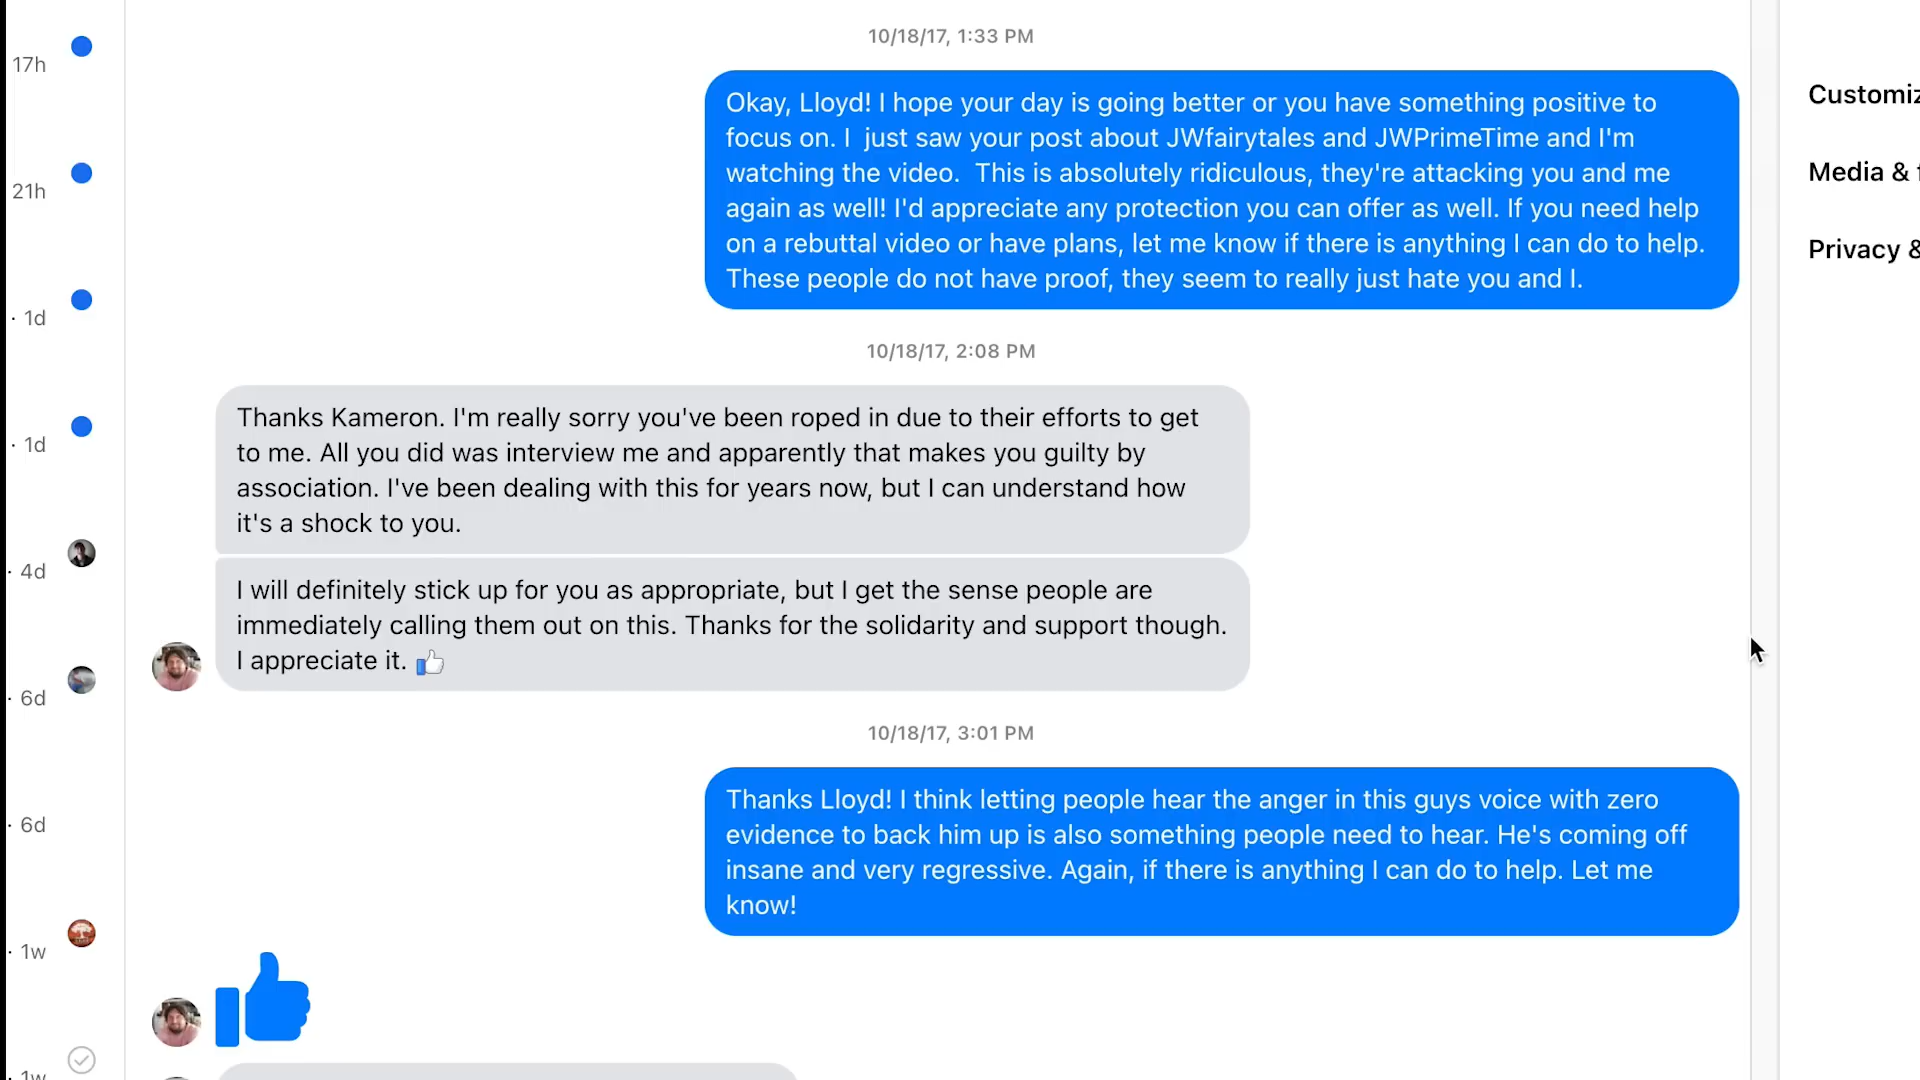 17h
21h
· 1d
· 1d
· 4d
· 6d
· 6d
· 1w
· 1w
10/18/17, 1:33 PM
Okay, Lloyd! I hope your day is going better or you have something positive to
focus on. I  just saw your post about JWfairytales and JWPrimeTime and I'm
watching the video.  This is absolutely ridiculous, they're attacking you and me
again as well! I'd appreciate any protection you can offer as well. If you need help
on a rebuttal video or have plans, let me know if there is anything I can do to help.
These people do not have proof, they seem to really just hate you and I.
10/18/17, 2:08 PM
Thanks Kameron. I'm really sorry you've been roped in due to their efforts to get
to me. All you did was interview me and apparently that makes you guilty by
association. I've been dealing with this for years now, but I can understand how
it's a shock to you.
I will definitely stick up for you as appropriate, but I get the sense people are
immediately calling them out on this. Thanks for the solidarity and support though.
I appreciate it. 👍
10/18/17, 3:01 PM
Thanks Lloyd! I think letting people hear the anger in this guys voice with zero
evidence to back him up is also something people need to hear. He's coming off
insane and very regressive. Again, if there is anything I can do to help. Let me
know!
Customiz
Media &
Privacy &